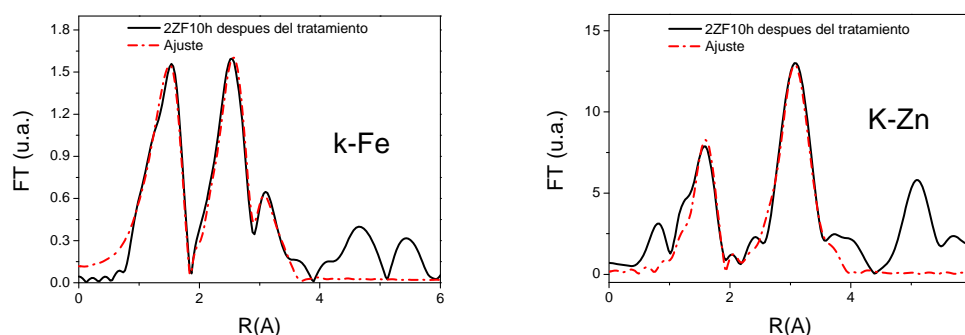 2ZF10h despues del tratamiento
Ajuste
k-Fe
FT (u.a.)
1.8
1.5
1.2
0.9
0.6
0.3
0.0
0 2 4 6
R(A)
2ZF10h despues del tratamiento
Ajuste
K-Zn
FT (u.a.)
15
10
5
0
0 2 4
R(A)